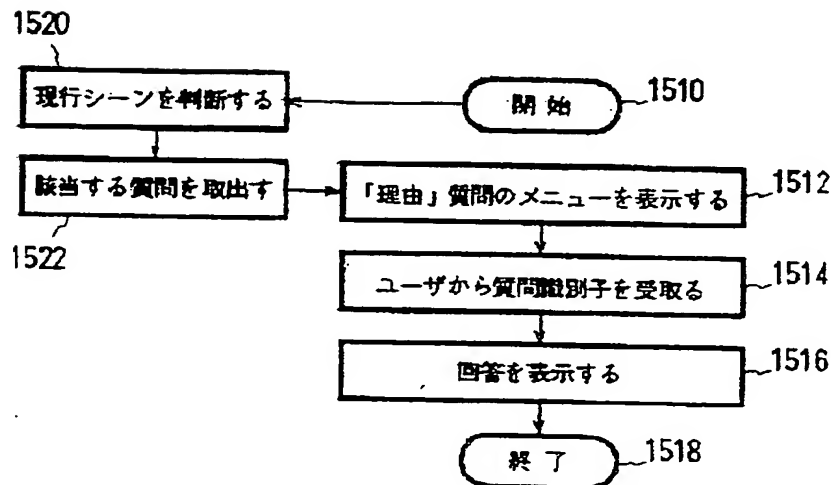 1520
現行シーンを判断する
開始
1510
該当する質問を取出す
「理由」質問のメニューを表示する
1512
1522
ユーザから質問識別子を受取る
1514
回答を表示する
1516
終了
1518